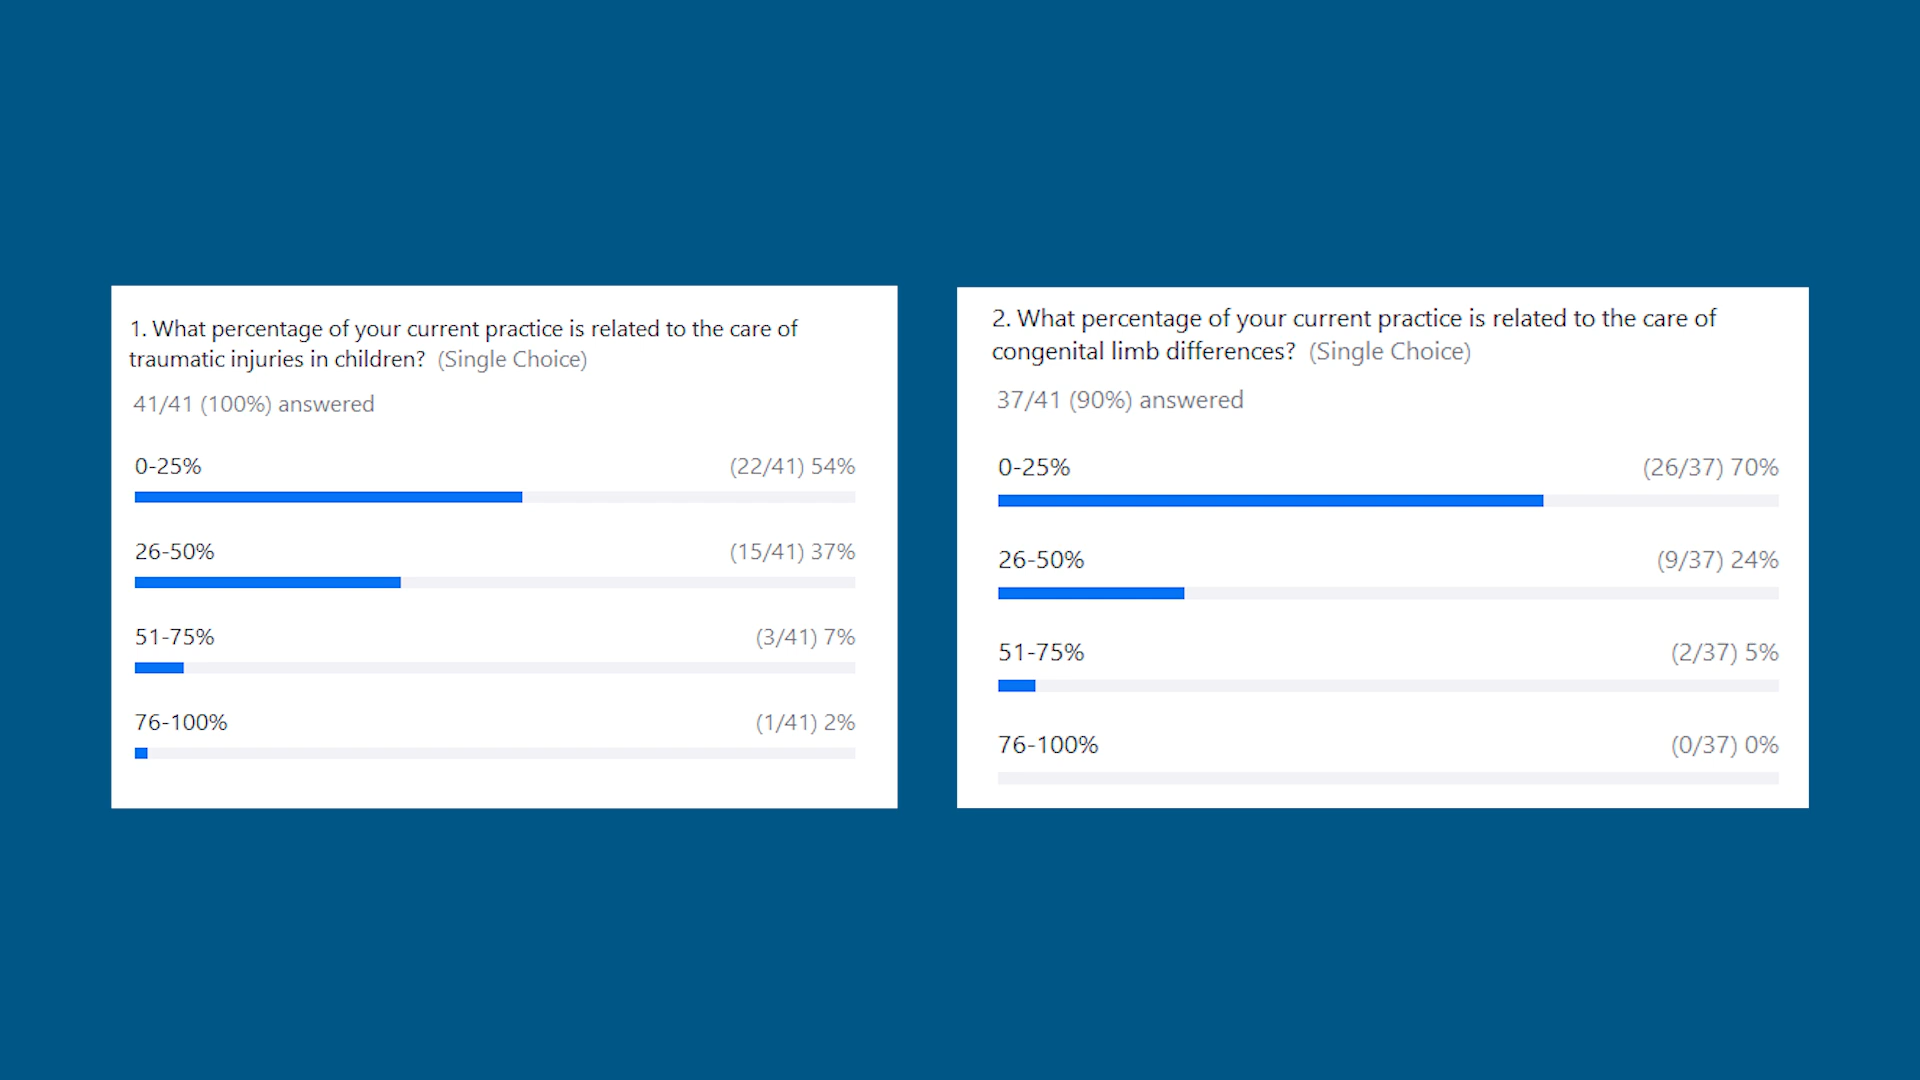 1. What percentage of your current practice is related to the care of
traumatic injuries in children? (Single Choice)
41/41 (100%) answered
0-25% (22/41) 54%
26-50% (15/41) 37%
51-75% (3/41) 7%
76-100% (1/41) 2%
2. What percentage of your current practice is related to the care of
congenital limb differences? (Single Choice)
37/41 (90%) answered
0-25% (26/37) 70%
26-50% (9/37) 24%
51-75% (2/37) 5%
76-100% (0/37) 0%